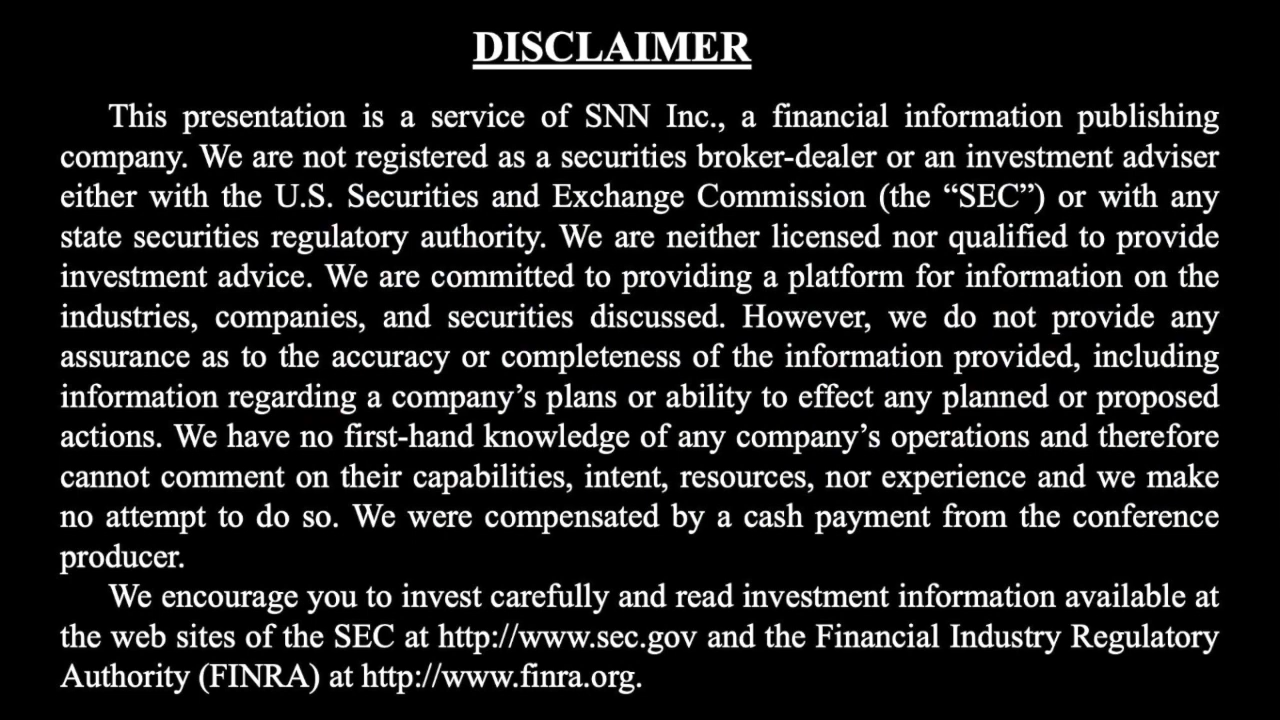 DISCLAIMER
This presentation is a service of SNN Inc., a financial information publishing
company. We are not registered as a securities broker-dealer or an investment adviser
either with the U.S. Securities and Exchange Commission (the “SEC”) or with any
state securities regulatory authority. We are neither licensed nor qualified to provide
investment advice. We are committed to providing a platform for information on the
industries, companies, and securities discussed. However, we do not provide any
assurance as to the accuracy or completeness of the information provided, including
information regarding a company’s plans or ability to effect any planned or proposed
actions. We have no first-hand knowledge of any company’s operations and therefore
cannot comment on their capabilities, intent, resources, nor experience and we make
no attempt to do so. We were compensated by a cash payment from the conference
producer.
We encourage you to invest carefully and read investment information available at
the web sites of the SEC at http://www.sec.gov and the Financial Industry Regulatory
Authority (FINRA) at http://www.finra.org.